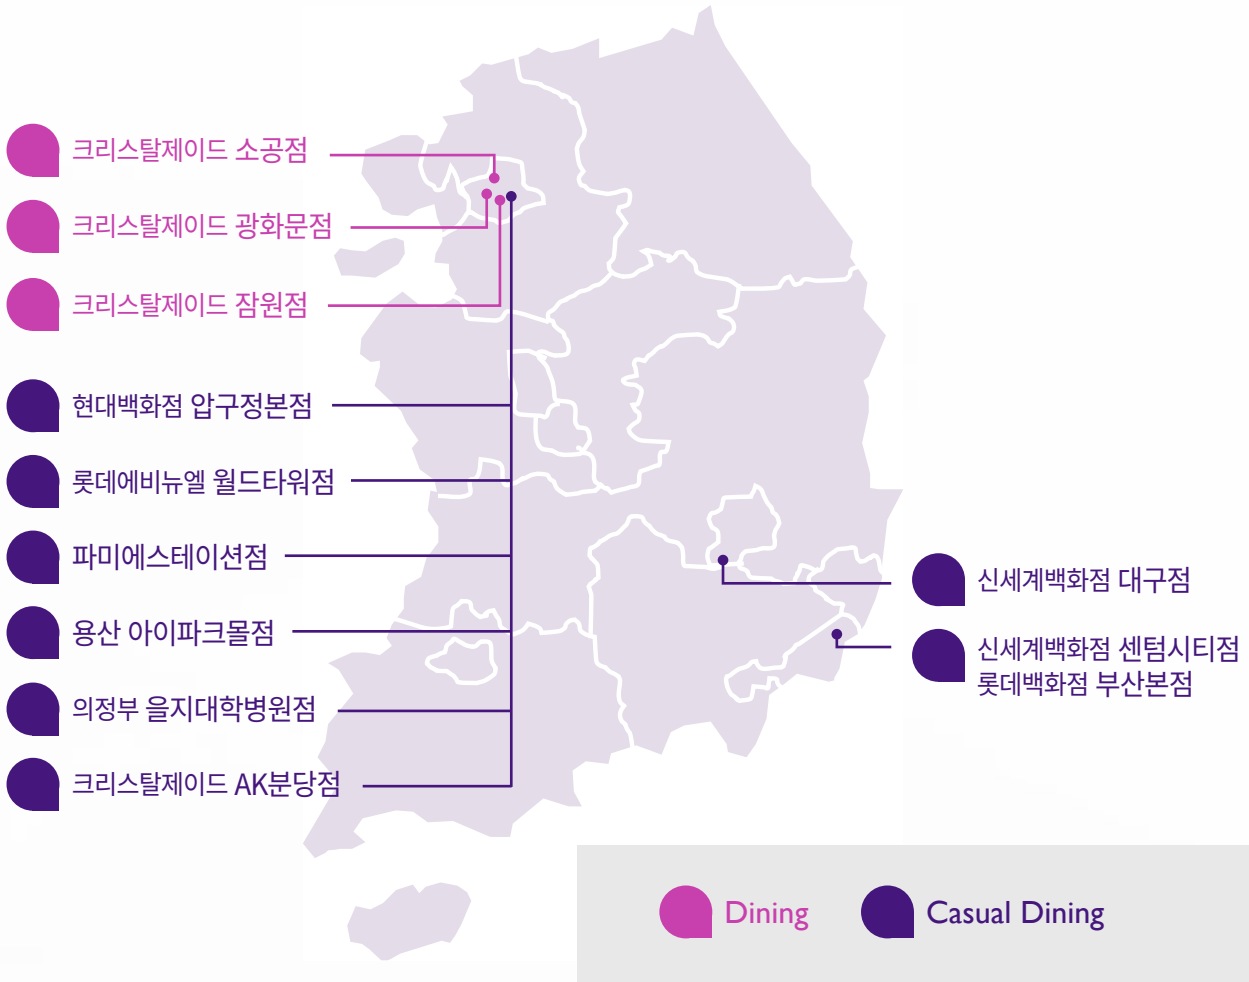 크리스탈제이드 소공점
크리스탈제이드 광화문점
크리스탈제이드 잠원점
현대백화점 압구정본점
롯데에비뉴엘 월드타워점
파미에스테이션점
용산 아이파크몰점
의정부 을지대학병원점
크리스탈제이드 AK분당점
신세계백화점 대구점
신세계백화점 센텀시티점
롯데백화점 부산본점
Dining
Casual Dining